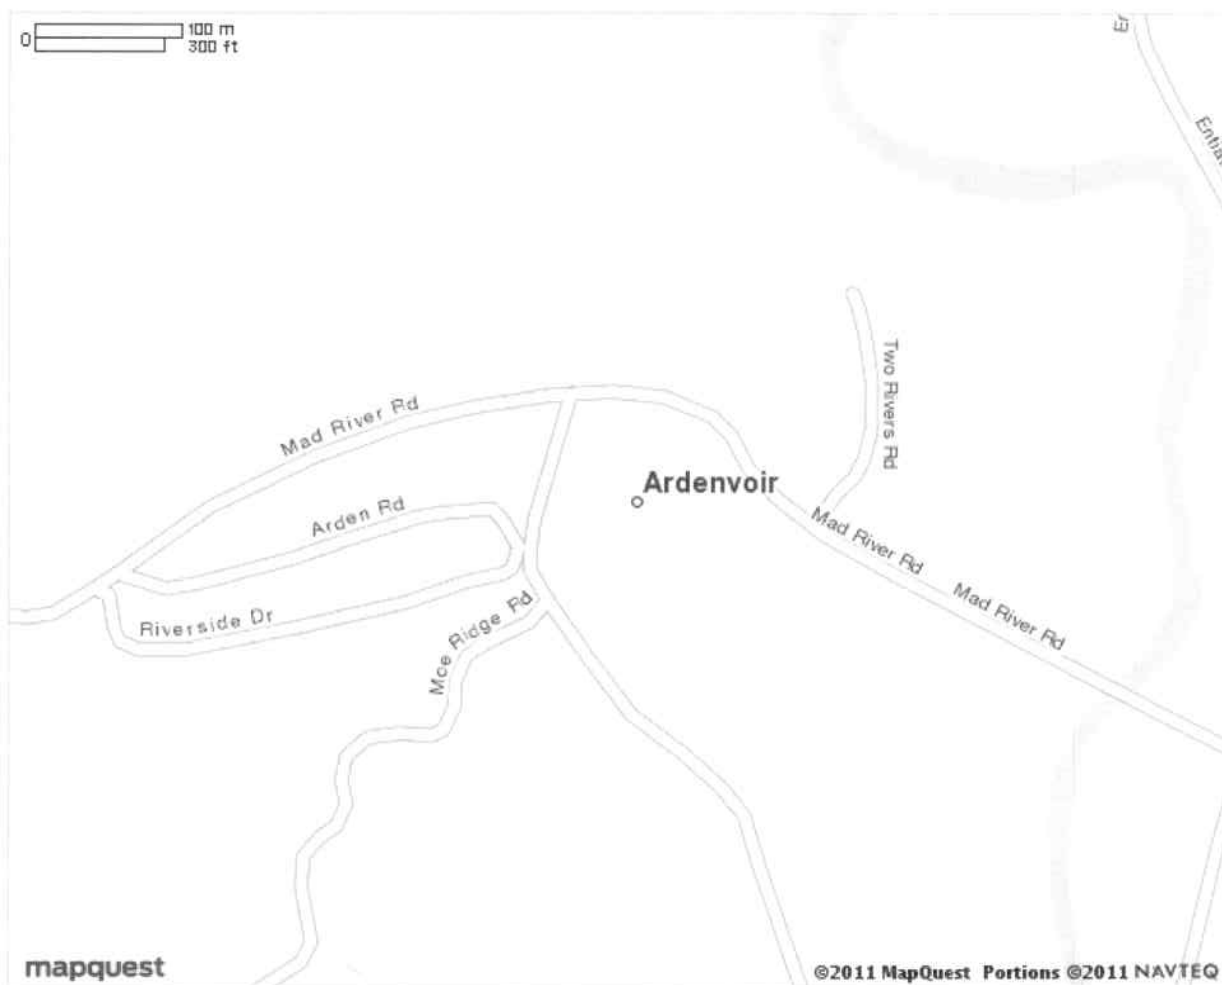 0
100 m
300 ft
Two Rivers Rd
Mad River Rd
Ardenvoir
Arden Rd
Mad River Rd
Mad River Rd
Riverside Dr
Mce Ridge Rd
mapquest
©2011 MapQuest Portions ©2011 NAVTEQ